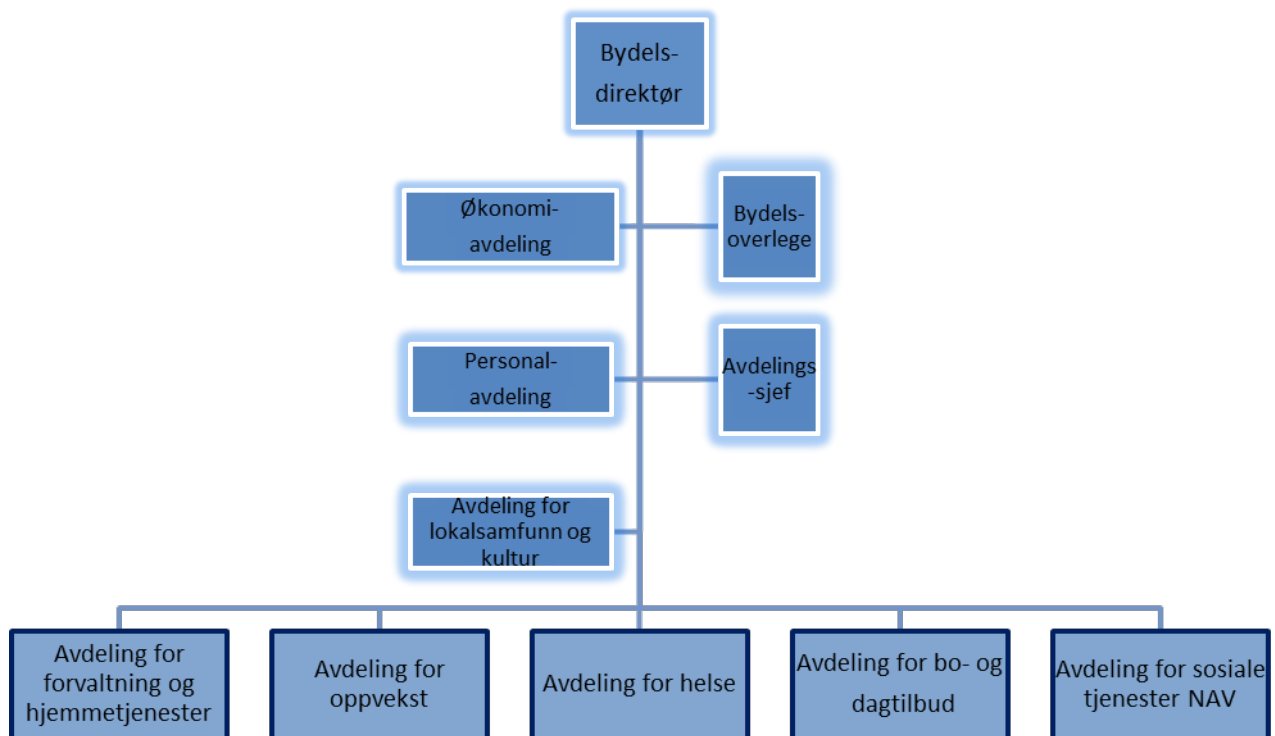 Bydels-
direktør
Økonomi-
avdeling
Bydels-
overlege
Personal-
avdeling
Avdelings
-sjef
Avdeling for
lokalsamfunn og
kultur
Avdeling for
forvaltning og
hjemmetjenester
Avdeling for
oppvekst
Avdeling for helse
Avdeling for bo- og
dagtilbud
Avdeling for sosiale
tjenester NAV